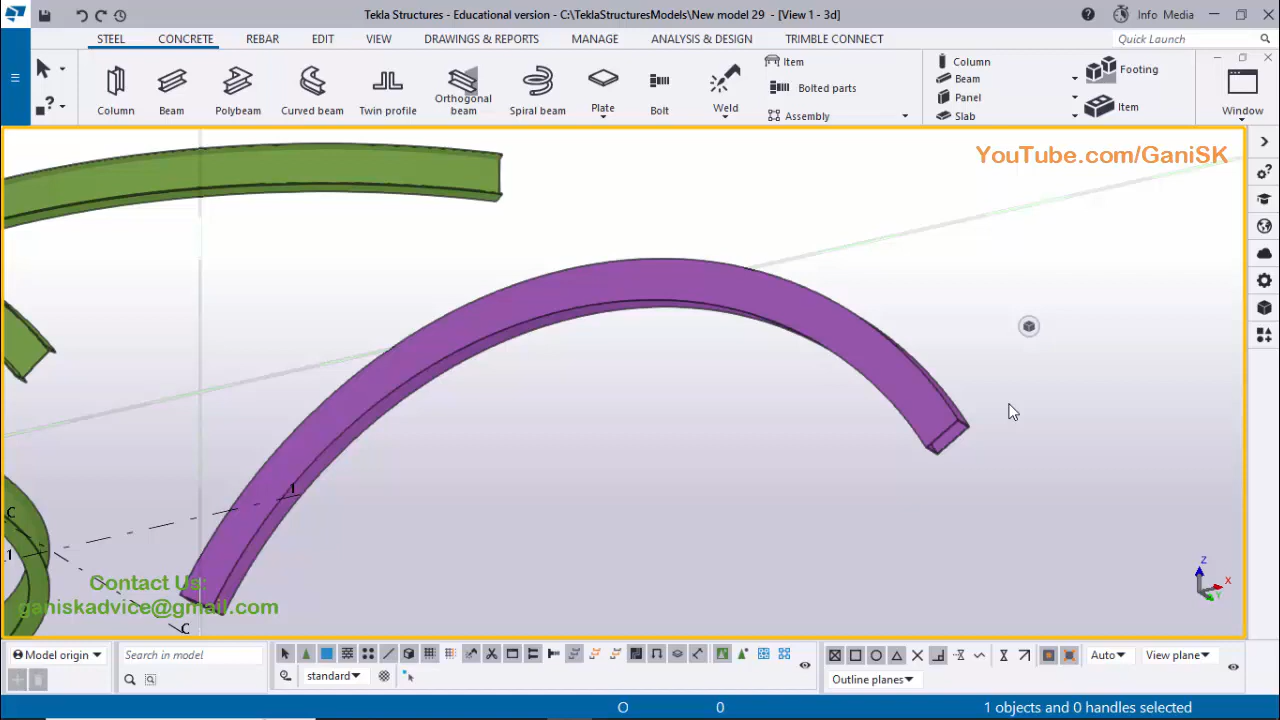 Tekla Structures - Educational version - C:\TeklaStructuresModels\New model 29 - [View 1 - 3d]
Info Media
STEEL
CONCRETE
REBAR
EDIT
VIEW
DRAWINGS & REPORTS
MANAGE
ANALYSIS & DESIGN
TRIMBLE CONNECT
Quick Launch
Column
Beam
Polybeam
Curved beam
Twin profile
Orthogonal
beam
Spiral beam
Plate
Bolt
Weld
Item
Bolted parts
Assembly
Column
Beam
Panel
Slab
Footing
Item
Window
YouTube.com/GaniSK
1
C
1
C
Contact Us:
ganiskadvice@gmail.com
Z
X
Y
Model origin
Search in model
standard
Auto
View plane
Outline planes
O
0
1 objects and 0 handles selected